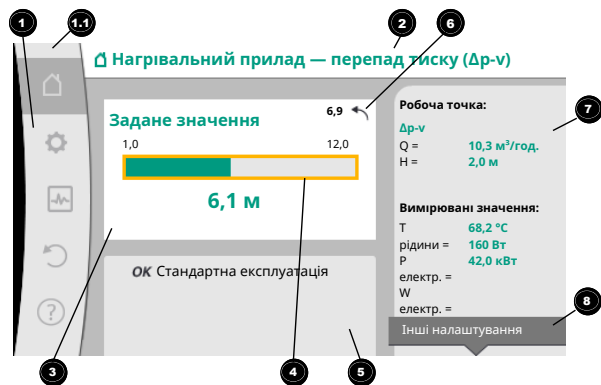 1
1.1
2
6
Нагрівальний прилад — перепад тиску (Δp-v)
6,9
Задане значення
1,0
12,0
6,1 м
OK Стандартна експлуатація
Робоча точка:
Δp-v
Q = 10,3 м³/год.
H = 2,0 м
Вимірювані значення:
T 68,2 °C
рідини = 160 Вт
P 42,0 кВт
електр. =
W
електр. =
Інші налаштування
7
8
3
4
5